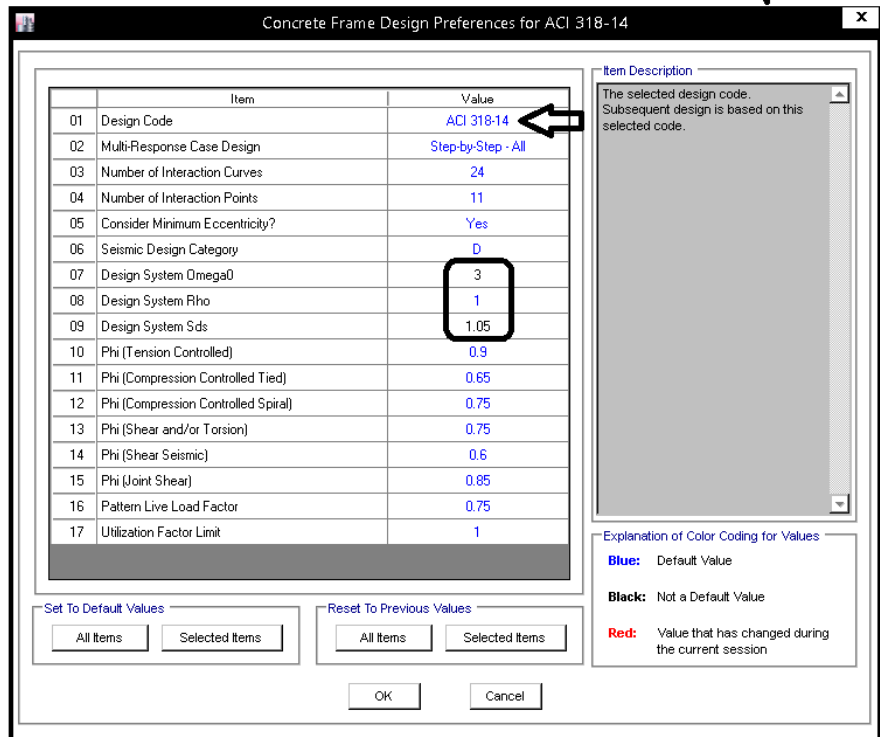 Concrete Frame Design Preferences for ACI 318-14
X
Item Value
01 Design Code ACI 318-14
02 Multi-Response Case Design Step-by-Step - All
03 Number of Interaction Curves 24
04 Number of Interaction Points 11
05 Consider Minimum Eccentricity? Yes
06 Seismic Design Category D
07 Design System Omega0 3
08 Design System Rho 1
09 Design System Sds 1.05
10 Phi (Tension Controlled) 0.9
11 Phi (Compression Controlled Tied) 0.65
12 Phi (Compression Controlled Spiral) 0.75
13 Phi (Shear and/or Torsion) 0.75
14 Phi (Shear Seismic) 0.6
15 Phi (Joint Shear) 0.85
16 Pattern Live Load Factor 0.75
17 Utilization Factor Limit 1
Item Description
The selected design code.
Subsequent design is based on this
selected code.
Explanation of Color Coding for Values
Blue: Default Value
Black: Not a Default Value
Red: Value that has changed during
the current session
Set To Default Values
All Items Selected Items
Reset To Previous Values
All Items Selected Items
OK Cancel